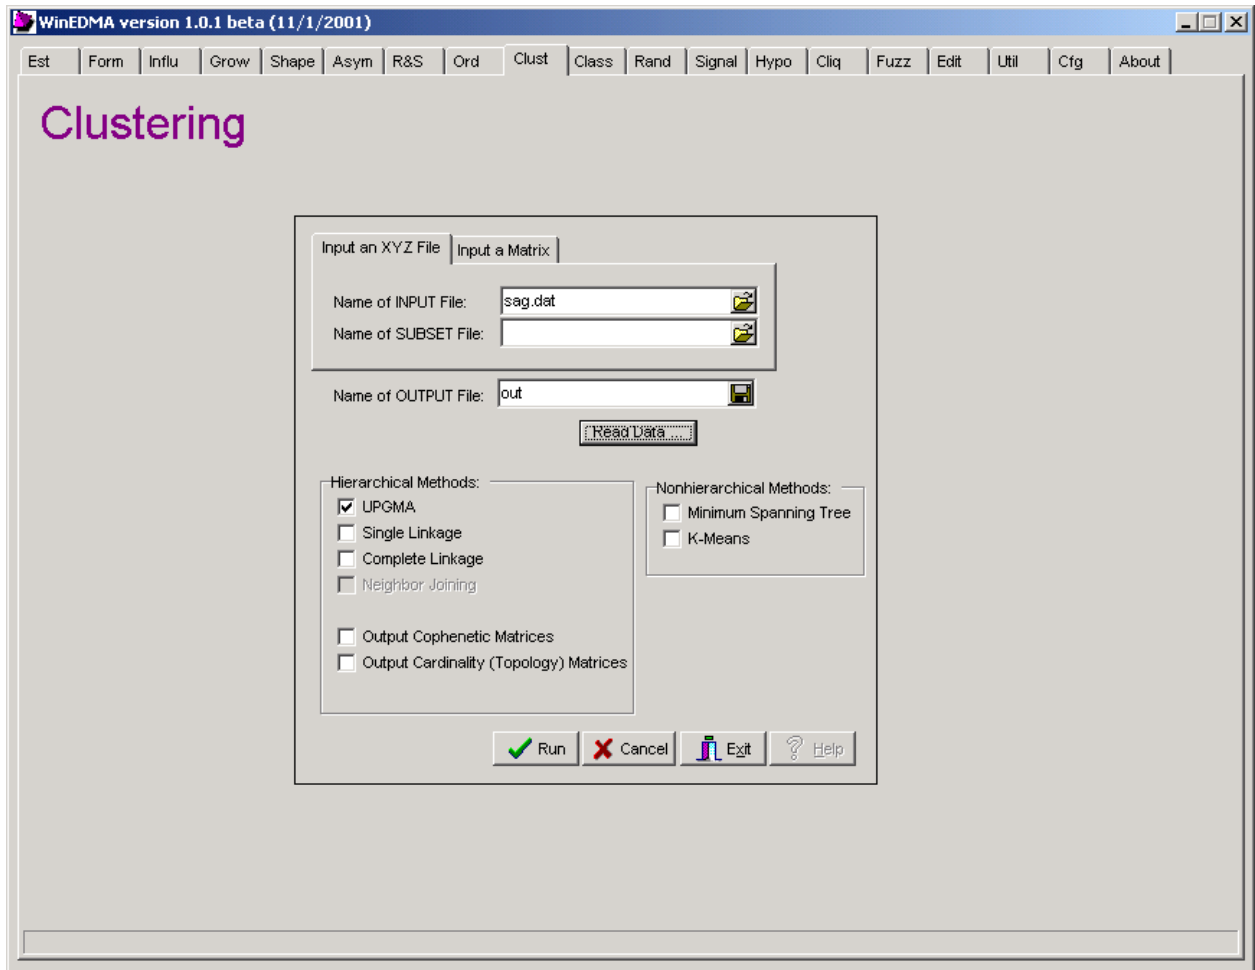 WinEDMA version 1.0.1 beta (11/1/2001)
Est Form Influ Grow Shape Asym R&S Ord Clust Class Rand Signal Hypo Cliq Fuzz Edit Util Cfg About
Clustering
Input an XYZ File Input a Matrix
Name of INPUT File: sag.dat
Name of SUBSET File:
Name of OUTPUT File: out
Read Data ...
Hierarchical Methods:
UPGMA
Single Linkage
Complete Linkage
Neighbor Joining
Output Cophenetic Matrices
Output Cardinality (Topology) Matrices
Nonhierarchical Methods:
Minimum Spanning Tree
K-Means
Run Cancel Exit Help